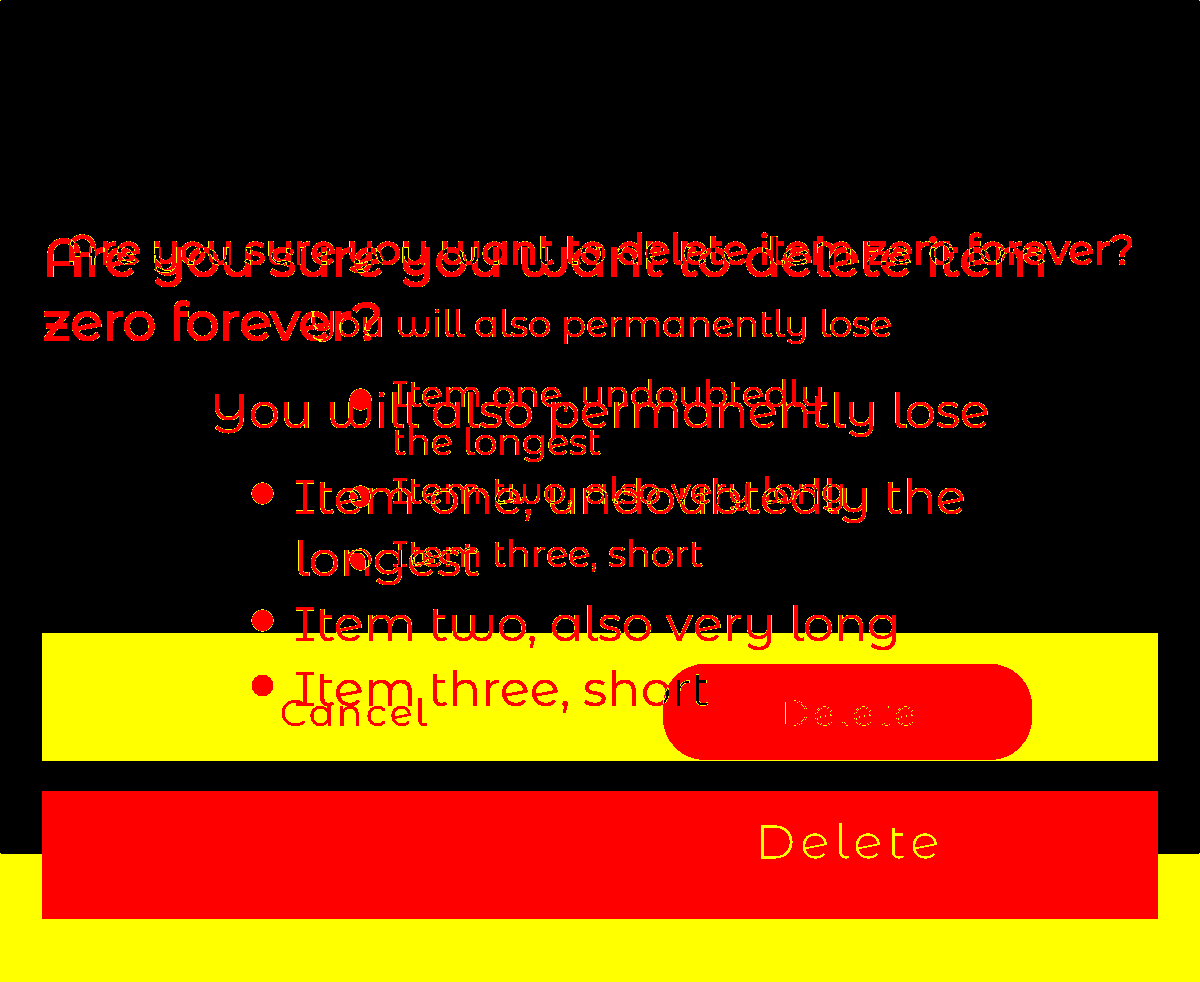 Are you sure you want to delete item zero forever?
Are you sure you want to delete item
zero forever?
You will also permanently lose
Item one, undoubtedly
You will also permanently lose
the longest
Item two, also very long
Item one, undoubtedly the
Item three, short
longest
Item two, also very long
Item three, short
Cancel
Delete
Delete